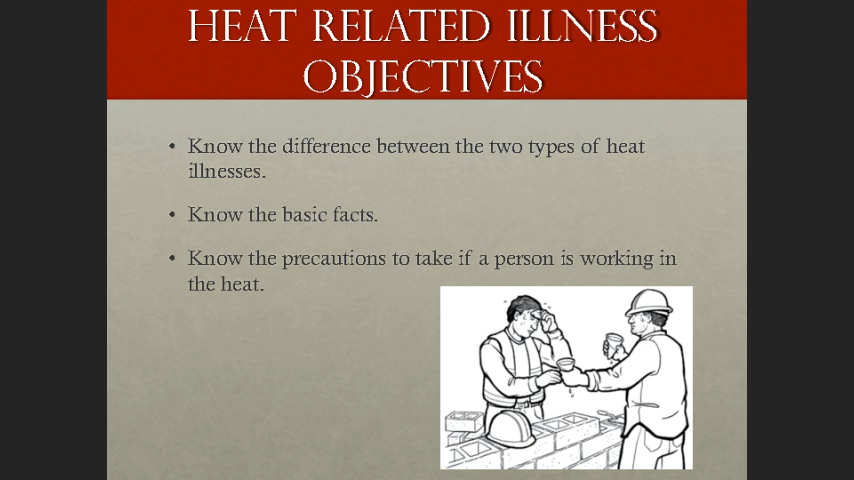 HEAT RELATED ILLNESS
OBJECTIVES
• Know the difference between the two types of heat
illnesses.
• Know the basic facts.
• Know the precautions to take if a person is working in
the heat.